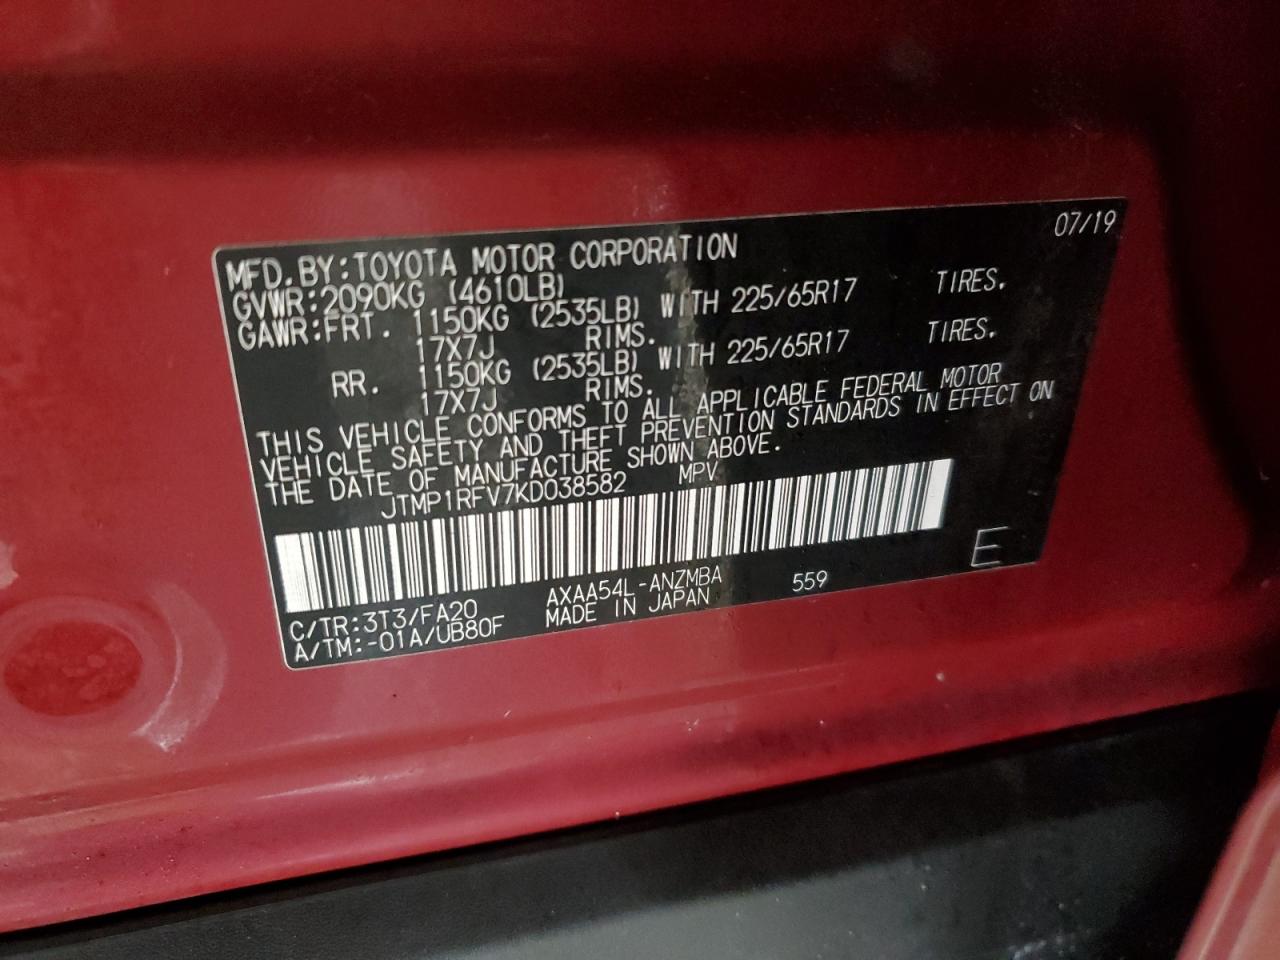 07/19
MFD.BY:TOYOTA MOTOR CORPORATION
GVWR:2090KG (4610LB)
GAWR:FRT. 1150KG (2535LB) WITH 225/65R17 TIRES.
17X7J RIMS.
RR. 1150KG (2535LB) WITH 225/65R17 TIRES.
17X7J RIMS.
THIS VEHICLE CONFORMS TO ALL APPLICABLE FEDERAL MOTOR
VEHICLE SAFETY AND THEFT PREVENTION STANDARDS IN EFFECT ON
THE DATE OF MANUFACTURE SHOWN ABOVE.
JTMP1RFV7KD038582 MPV
E
C/TR:3T3/FA20 AXAA54L-ANZMBA 559
A/TM:-01A/UB80F MADE IN JAPAN